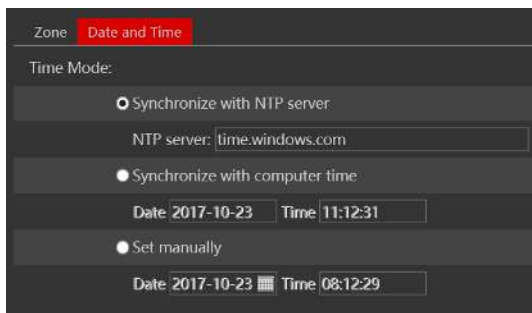 Zone Date and Time
Time Mode:
Synchronize with NTP server
NTP server: time.windows.com
Synchronize with computer time
Date 2017-10-23 Time 11:12:31
Set manually
Date 2017-10-23 Time 08:12:29